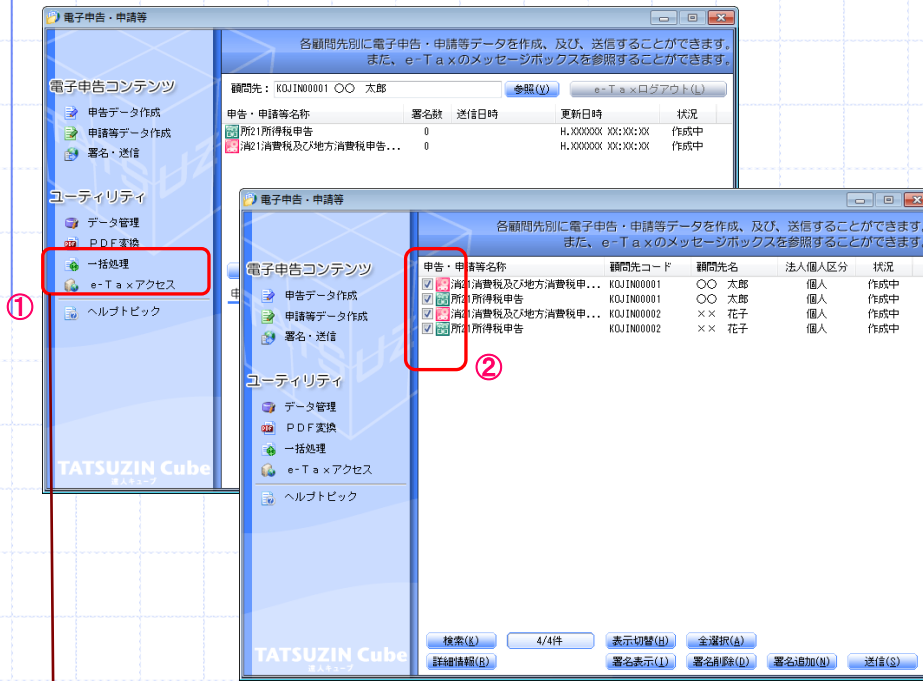 電子申告・申請等
各顧問先別に電子申告・申請等データを作成、及び、送信することができます。
また、e-Taxのメッセージボックスを参照することができます。
電子申告コンテンツ
申告データ作成
申請等データ作成
署名・送信
ユーティリティ
データ管理
PDF変換
一括処理
e-Taxアクセス
ヘルプトピック
TATSUZIN Cube
達人キューブ
顧問先： KOJIN00001 〇〇 太郎 参照(V) e-Taxログアウト(L)
申告・申請等名称 署名数 送信日時 更新日時 状況
所21所得税申告 0 H.XXXXXX XX:XX:XX 作成中
消21消費税及び地方消費税申告... 0 H.XXXXXX XX:XX:XX 作成中
①
電子申告・申請等
各顧問先別に電子申告・申請等データを作成、及び、送信することができます。
また、e-Taxのメッセージボックスを参照することができます。
電子申告コンテンツ
申告データ作成
申請等データ作成
署名・送信
ユーティリティ
データ管理
PDF変換
一括処理
e-Taxアクセス
ヘルプトピック
TATSUZIN Cube
達人キューブ
申告・申請等名称 顧問先コード 顧問先名 法人個人区分 状況
消21消費税及び地方消費税申... KOJIN00001 〇〇 太郎 個人 作成中
所21所得税申告 KOJIN00001 〇〇 太郎 個人 作成中
消21消費税及び地方消費税申... KOJIN00002 ×× 花子 個人 作成中
所21所得税申告 KOJIN00002 ×× 花子 個人 作成中
②
検索(K) 4/4件 表示切替(H) 全選択(A)
詳細情報(R) 署名表示(I) 署名削除(D) 署名追加(N) 送信(S)